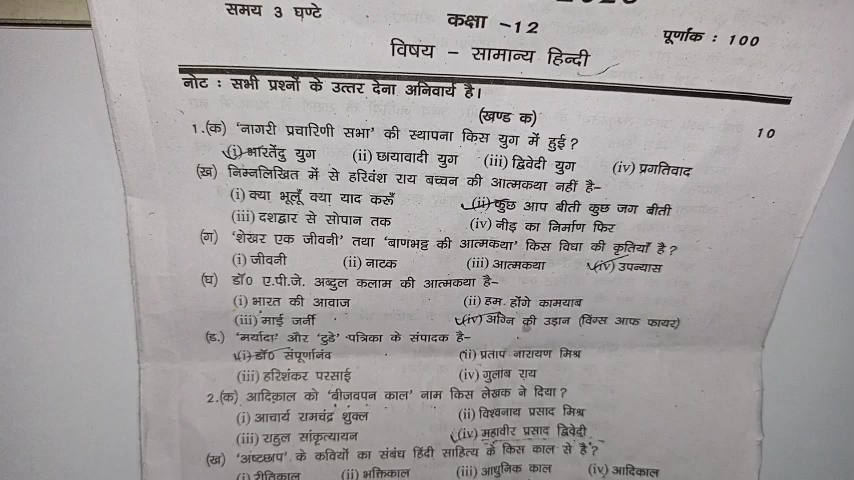 समय 3 घण्टे
कक्षा -12
पूर्णांक : 100
विषय - सामान्य हिन्दी
नोट : सभी प्रश्नों के उत्तर देना अनिवार्य है।
(खण्ड क)
1.(क) 'नागरी प्रचारिणी सभा' की स्थापना किस युग में हुई ? 10
(i) भारतेंदु युग (ii) छायावादी युग (iii) द्विवेदी युग (iv) प्रगतिवाद
(ख) निम्नलिखित में से हरिवंश राय बच्चन की आत्मकथा नहीं है–
(i) क्या भूलूँ क्या याद करूँ (ii) कुछ आप बीती कुछ जग बीती
(iii) दशद्वार से सोपान तक (iv) नीड़ का निर्माण फिर
(ग) 'शेखर एक जीवनी' तथा 'बाणभट्ट की आत्मकथा' किस विधा की कृतियाँ है ?
(i) जीवनी (ii) नाटक (iii) आत्मकथा (iv) उपन्यास
(घ) डॉ0 ए.पी.जे. अब्दुल कलाम की आत्मकथा है–
(i) भारत की आवाज (ii) हम होंगे कामयाब
(iii) माई जर्नी (iv) अग्नि की उड़ान (विंग्स आफ फायर)
(ड.) 'मर्यादा' और 'टुडे' पत्रिका के संपादक है–
(i) डॉ0 संपूर्णानंद (ii) प्रताप नारायण मिश्र
(iii) हरिशंकर परसाई (iv) गुलाब राय
2.(क) आदिकाल को 'बीजवपन काल' नाम किस लेखक ने दिया ?
(i) आचार्य रामचंद्र शुक्ल (ii) विश्वनाथ प्रसाद मिश्र
(iii) राहुल सांकृत्यायन (iv) महावीर प्रसाद द्विवेदी
(ख) 'अष्टछाप' के कवियों का संबंध हिंदी साहित्य के किस काल से है ?
(i) रीतिकाल (ii) भक्तिकाल (iii) आधुनिक काल (iv) आदिकाल